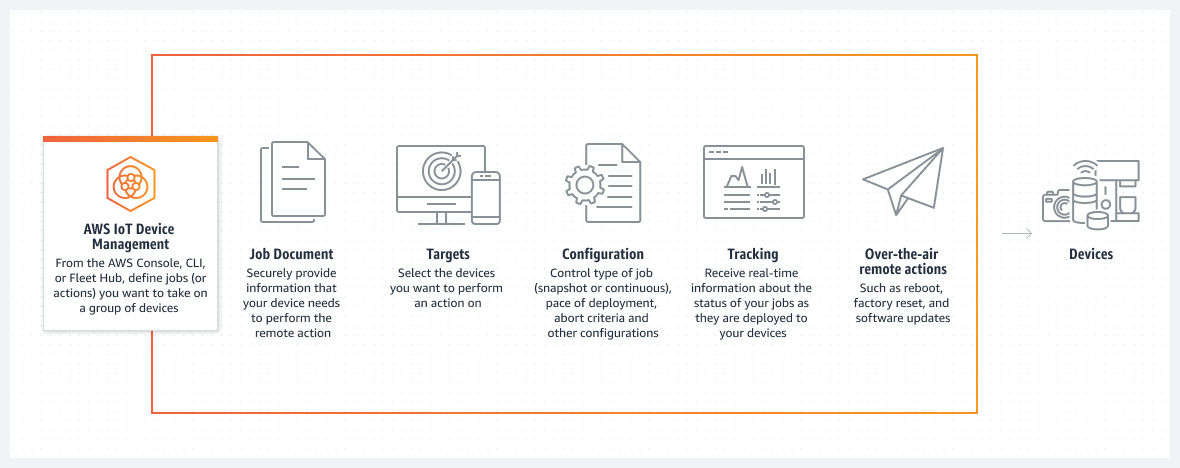 AWS IoT Device
Management
From the AWS Console, CLI,
or Fleet Hub, define jobs (or
actions) you want to take on
a group of devices
Job Document
Securely provide
information that
your device needs
to perform the
remote action
Targets
Select the devices
you want to perform
an action on
Configuration
Control type of job
(snapshot or continuous),
pace of deployment,
abort criteria and
other configurations
Tracking
Receive real-time
information about the
status of your jobs as
they are deployed to
your devices
Over-the-air
remote actions
Such as reboot,
factory reset, and
software updates
Devices